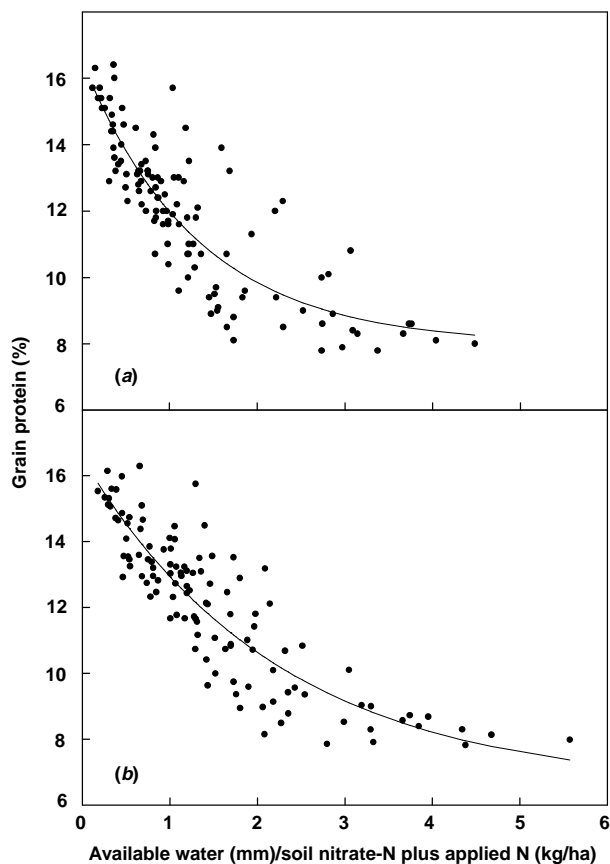 16
14
12
10
8
6
(a)
Grain protein (%)
16
14
12
10
8
6
(b)
0 1 2 3 4 5 6
Available water (mm)/soil nitrate-N plus applied N (kg/ha)